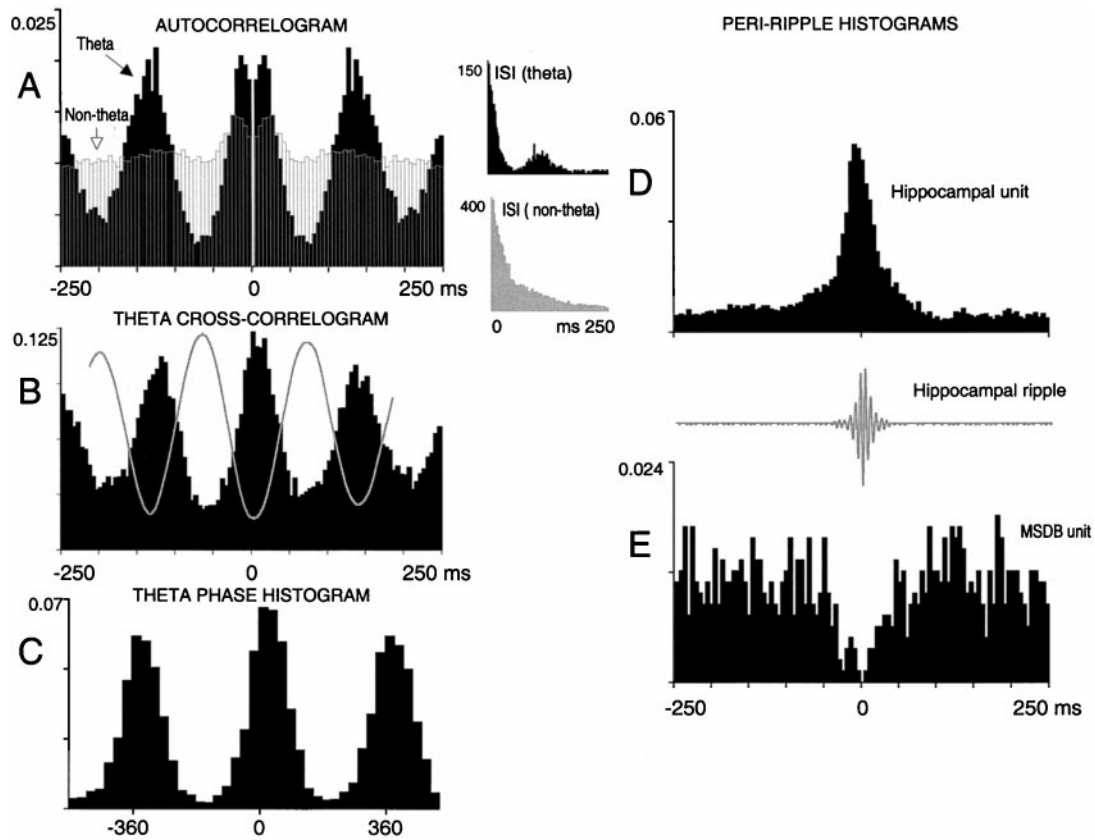 AUTOCORRELOGRAM
0.025
Theta
A
Non-theta
-250 0 250 ms
150 ISI (theta)
400 ISI ( non-theta)
0 ms 250
THETA CROSS-CORRELOGRAM
0.125
B
-250 0 250 ms
THETA PHASE HISTOGRAM
0.07
C
-360 0 360
PERI-RIPPLE HISTOGRAMS
0.06
D
Hippocampal unit
Hippocampal ripple
0.024
E
MSDB unit
-250 0 250 ms